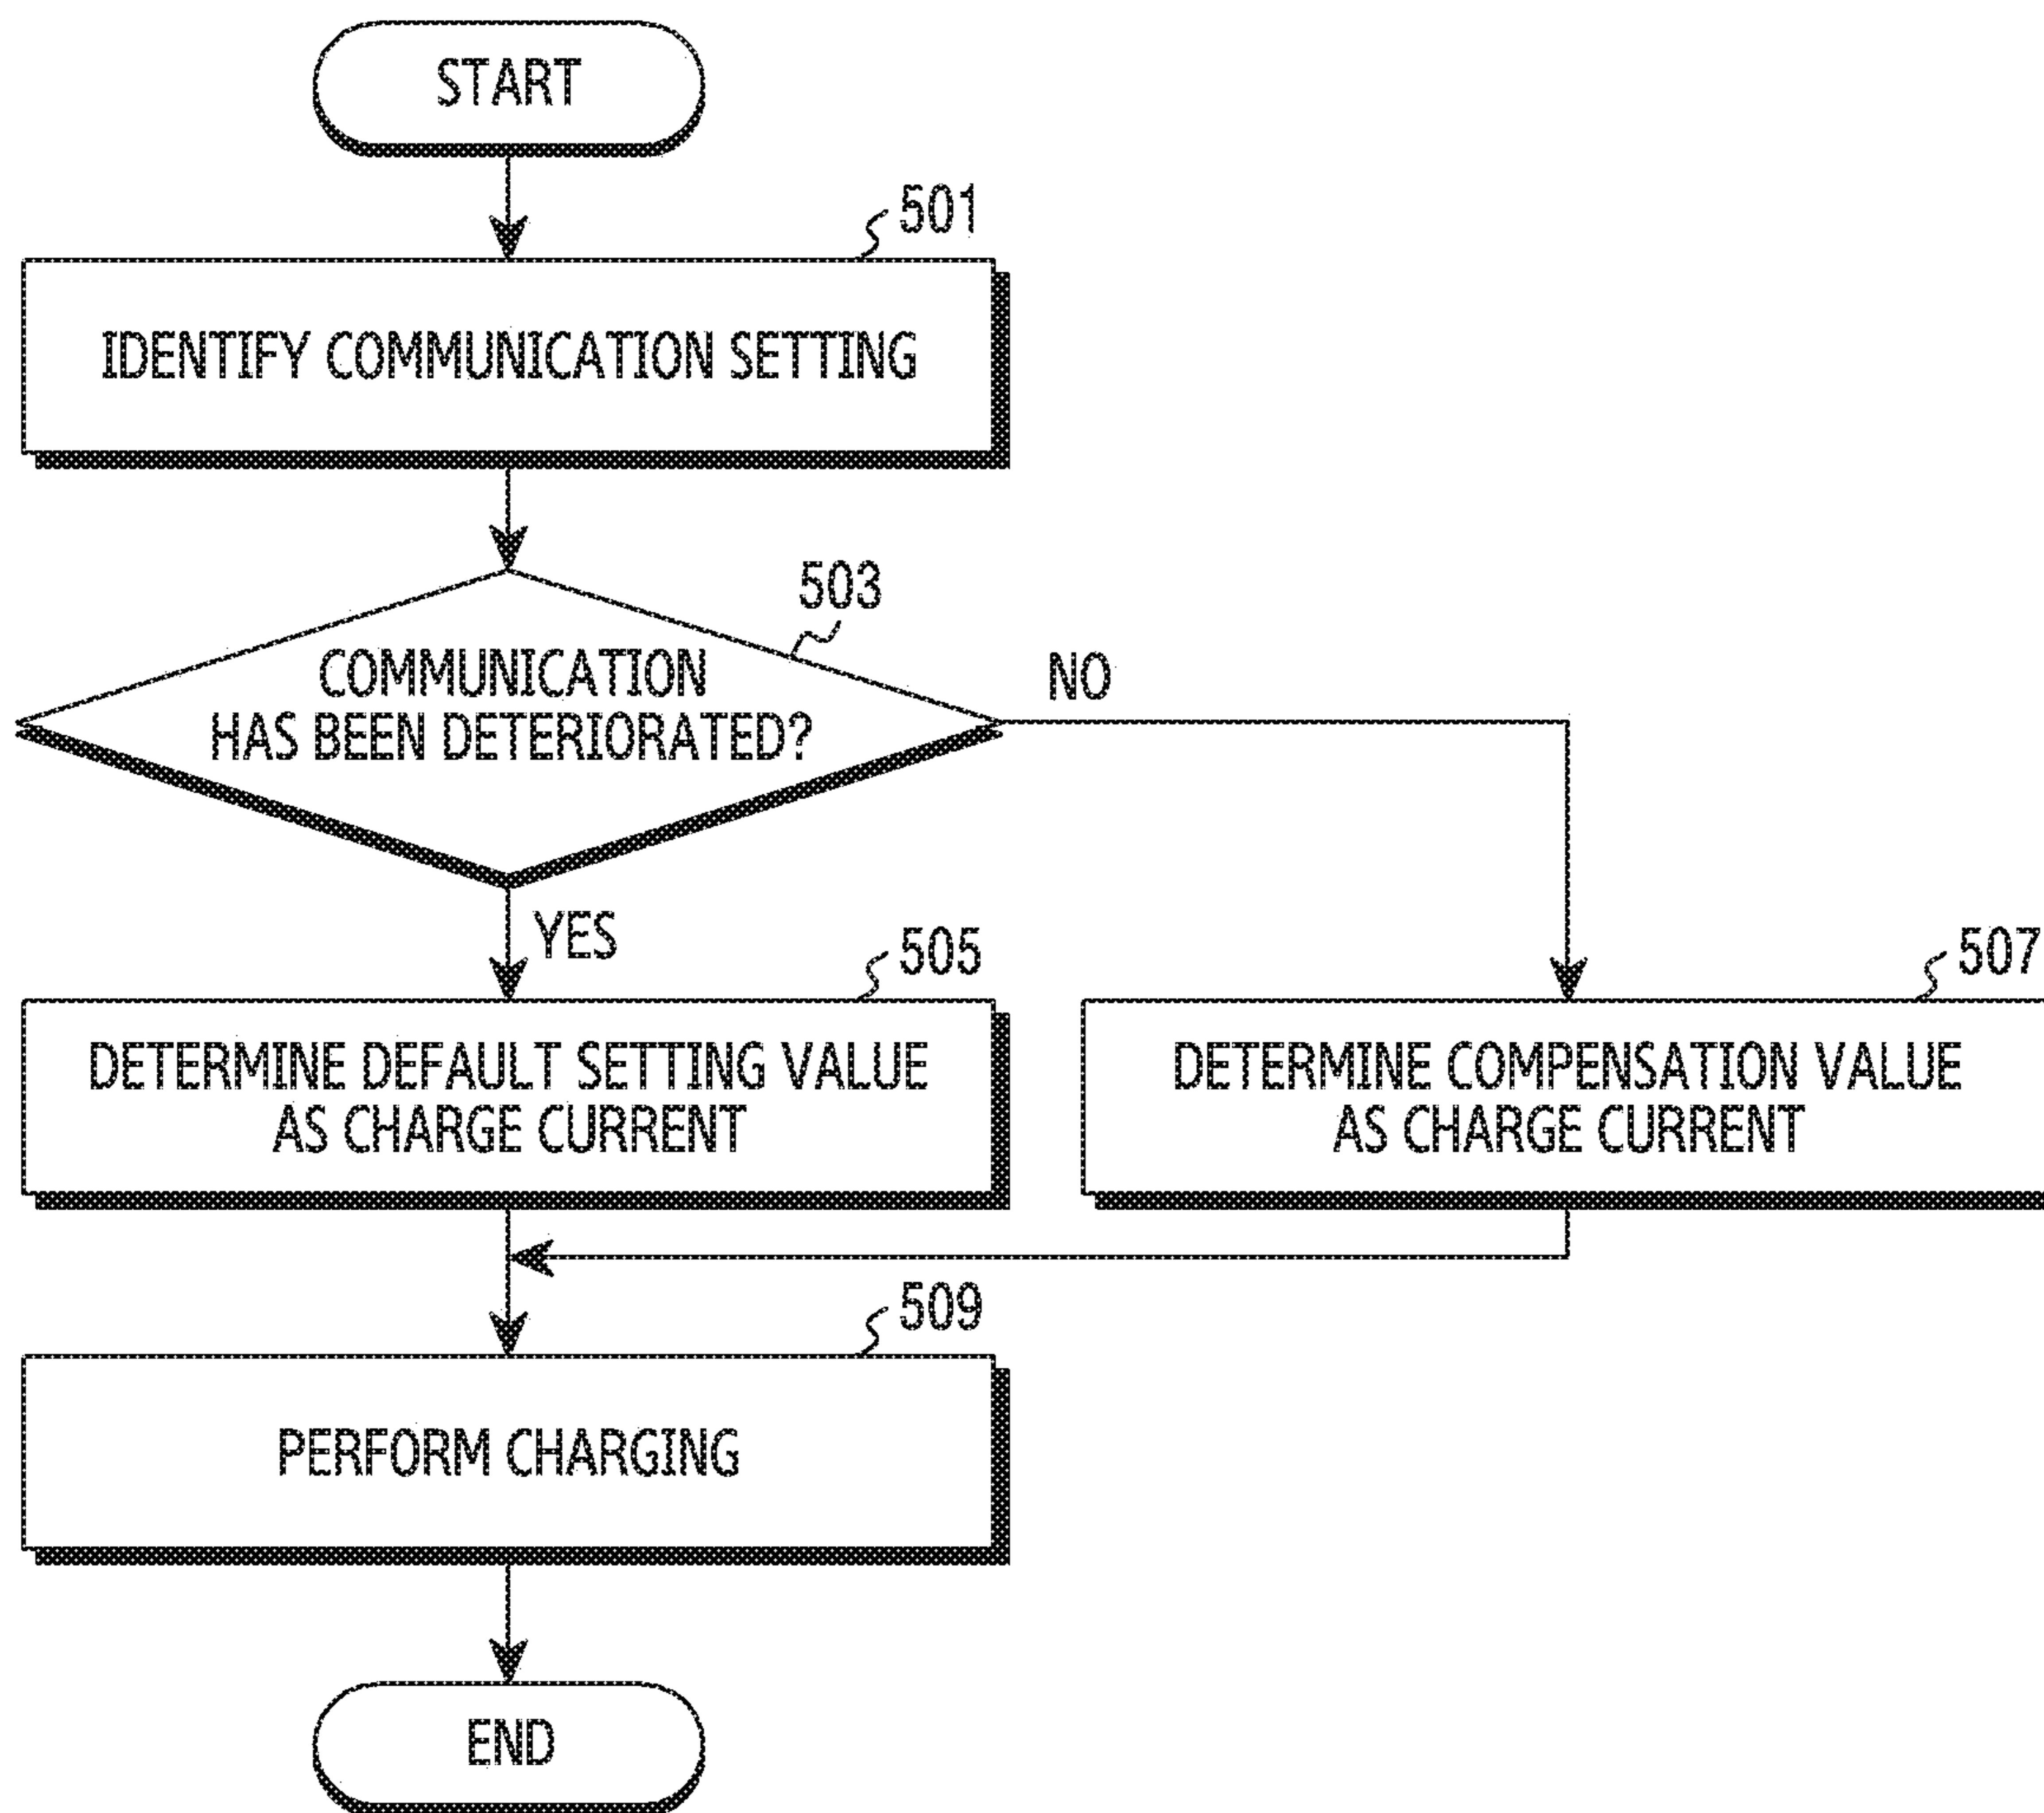 START
501
IDENTIFY COMMUNICATION SETTING
503
COMMUNICATION
HAS BEEN DETERIORATED?
NO
YES
505
DETERMINE DEFAULT SETTING VALUE
AS CHARGE CURRENT
507
DETERMINE COMPENSATION VALUE
AS CHARGE CURRENT
509
PERFORM CHARGING
END